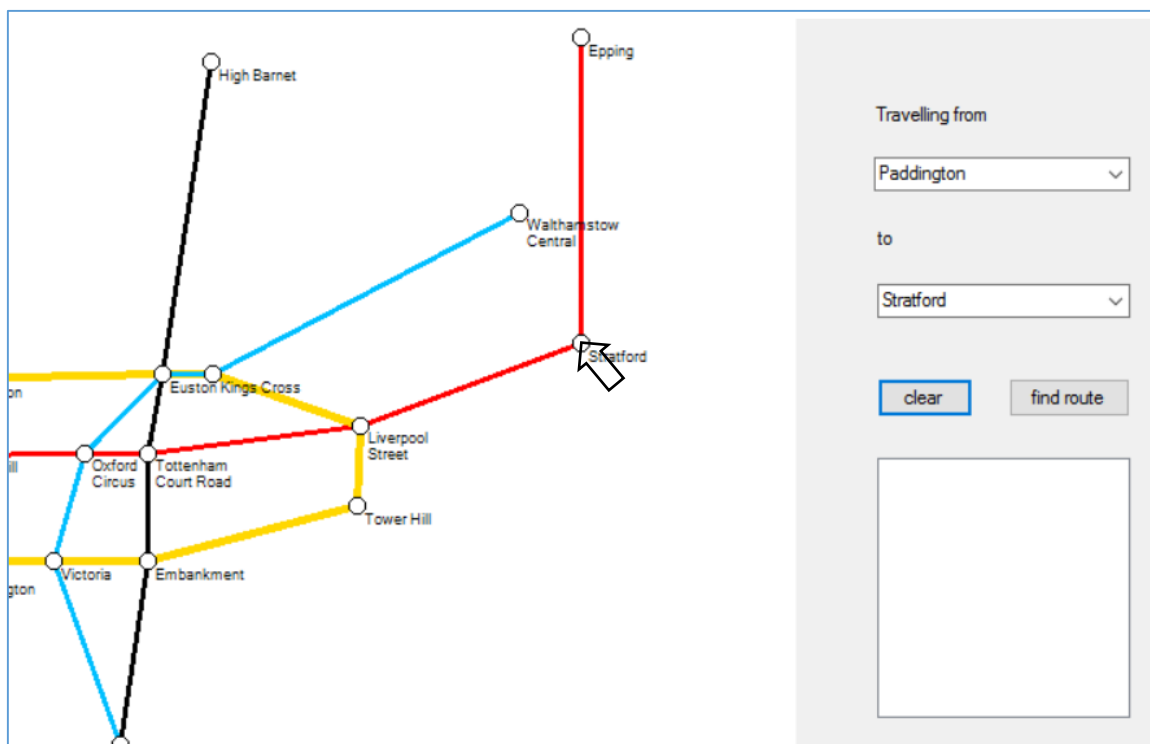 High Barnet
Epping
Walthamstow
Central
Stratford
Euston Kings Cross
Liverpool
Street
Oxford
Circus
Tottenham
Court Road
Tower Hill
Victoria
Embankment
Travelling from
Paddington
to
Stratford
clear
find route